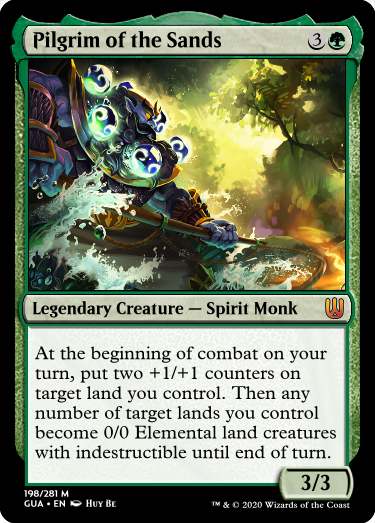 Pilgrim of the Sands 3
Legendary Creature — Spirit Monk
At the beginning of combat on your
turn, put two +1/+1 counters on
target land you control. Then any
number of target lands you control
become 0/0 Elemental land creatures
with indestructible until end of turn.
3/3
198/281 M
GUA • EN Huy Be
™ & © 2020 Wizards of the Coast